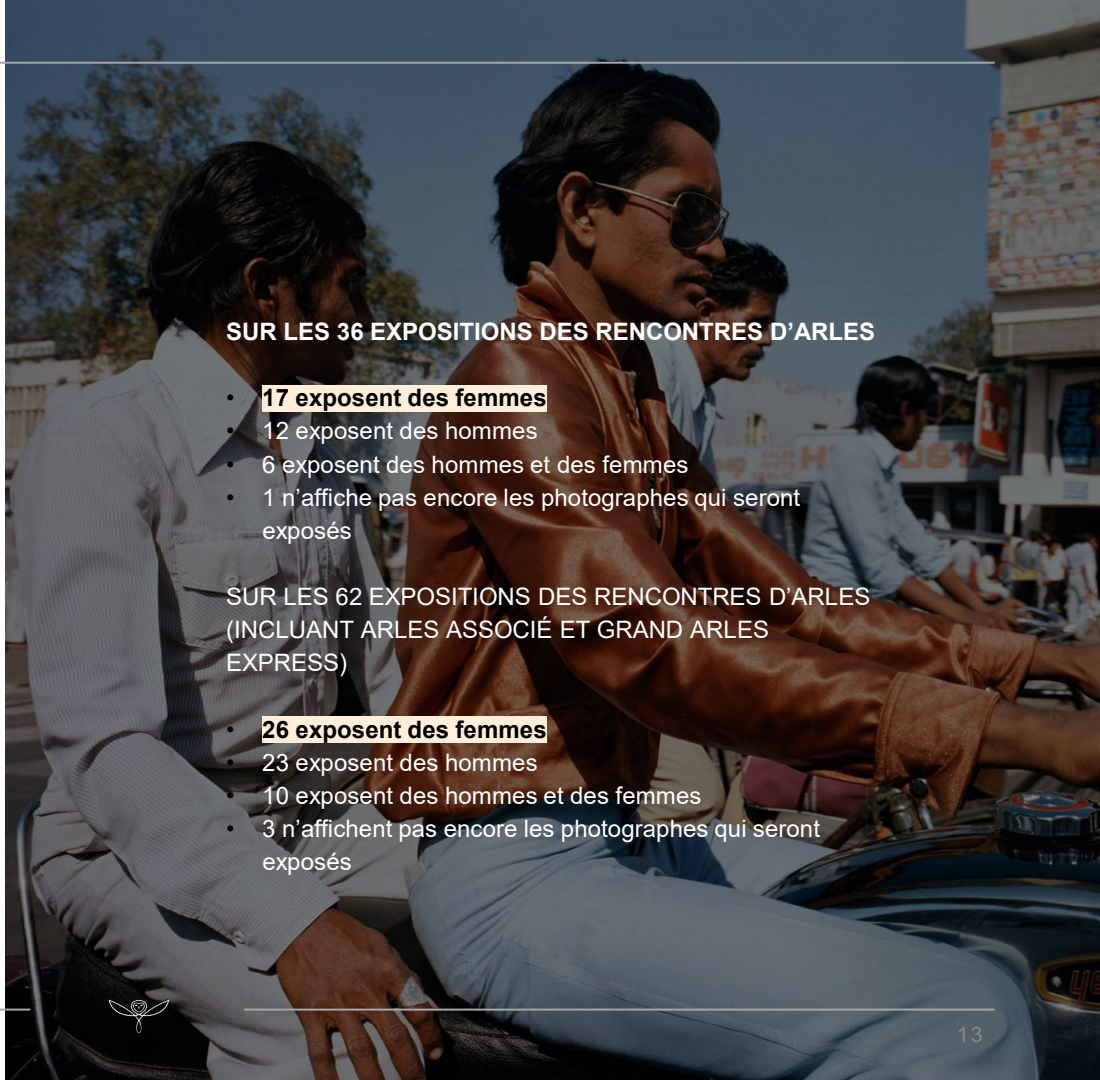 SUR LES 36 EXPOSITIONS DES RENCONTRES D’ARLES
• 17 exposent des femmes
• 12 exposent des hommes
• 6 exposent des hommes et des femmes
• 1 n’affiche pas encore les photographes qui seront
exposés
SUR LES 62 EXPOSITIONS DES RENCONTRES D’ARLES
(INCLUANT ARLES ASSOCIÉ ET GRAND ARLES
EXPRESS)
• 26 exposent des femmes
• 23 exposent des hommes
• 10 exposent des hommes et des femmes
• 3 n’affichent pas encore les photographes qui seront
exposés
13